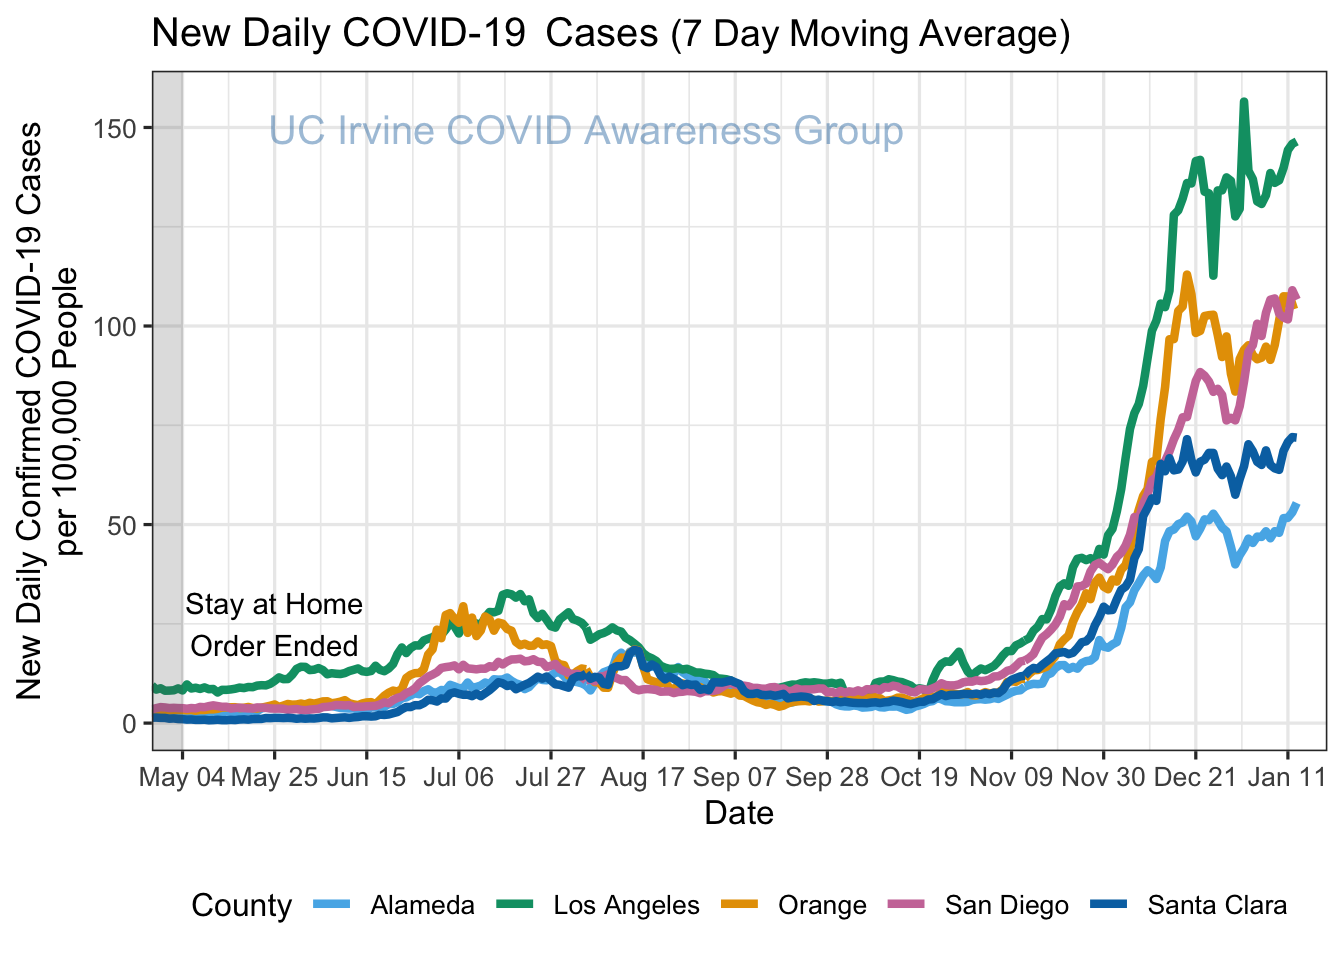 New Daily COVID-19 Cases (7 Day Moving Average)
UC Irvine COVID Awareness Group
New Daily Confirmed COVID-19 Cases
per 100,000 People
150
100
50
0
Stay at Home
Order Ended
May 04 May 25 Jun 15 Jul 06 Jul 27 Aug 17 Sep 07 Sep 28 Oct 19 Nov 09 Nov 30 Dec 21 Jan 11
Date
County Alameda Los Angeles Orange San Diego Santa Clara